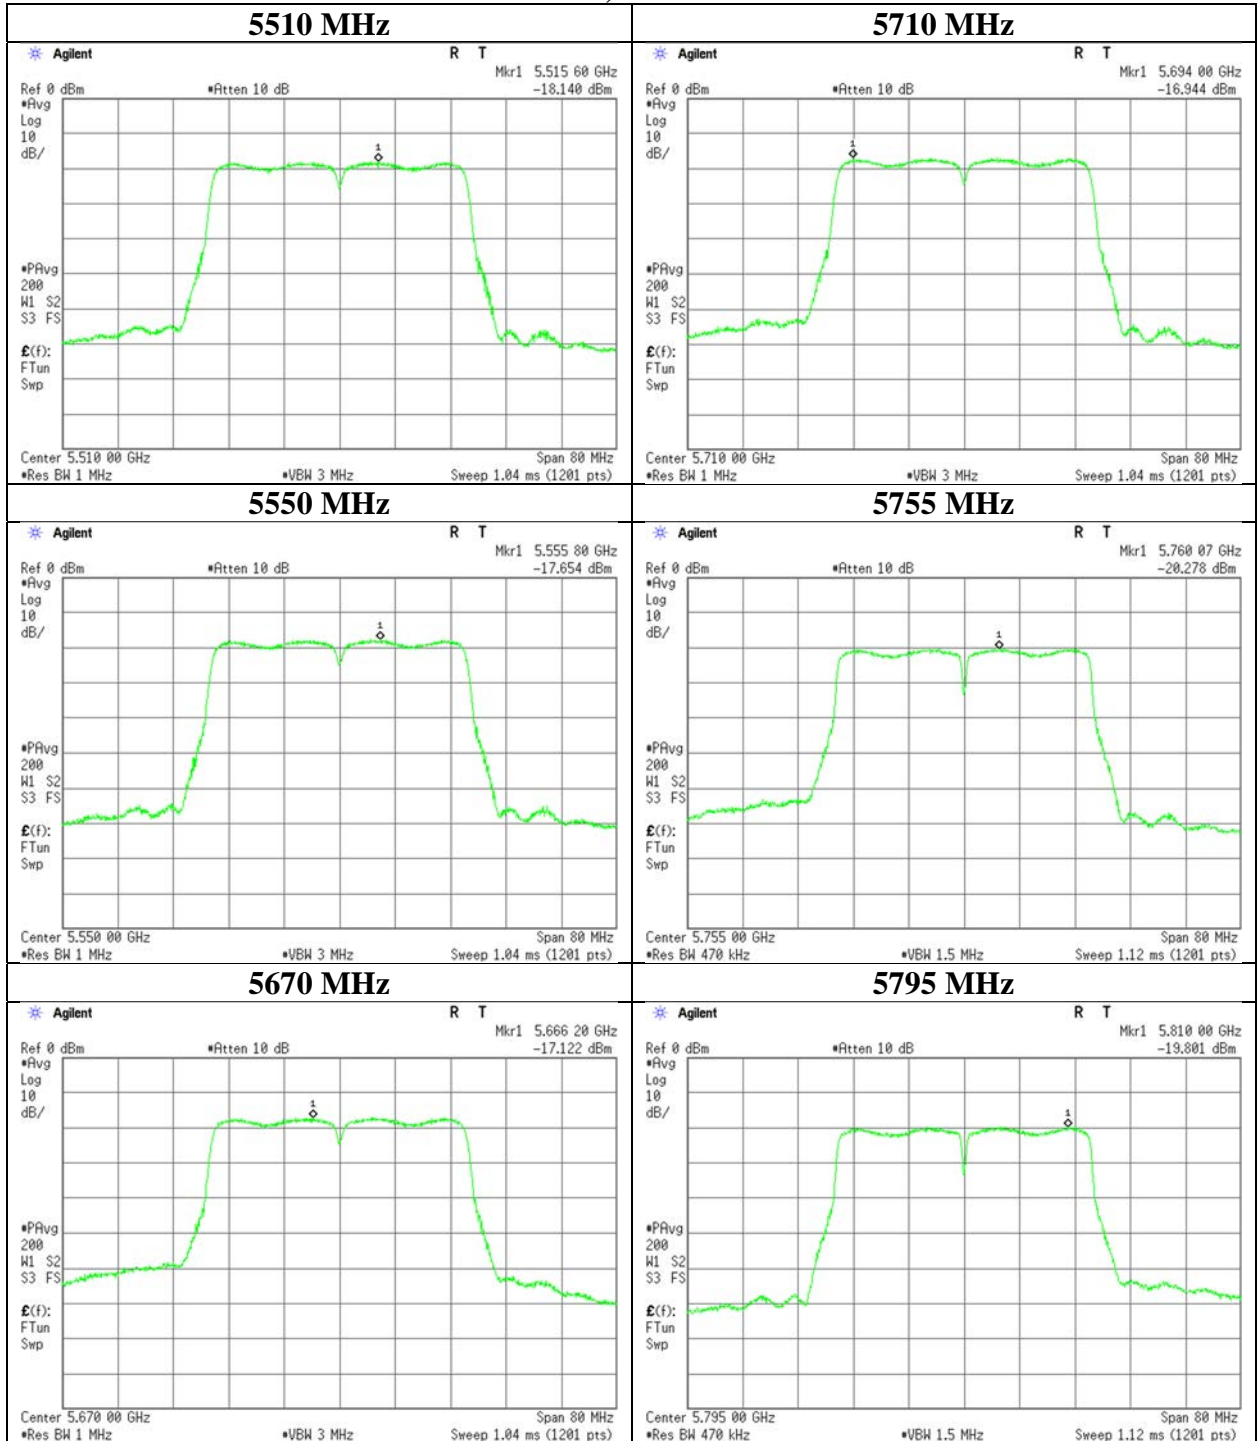 5510 MHz
Agilent R T
Mkr1 5.515 60 GHz
Ref 0 dBm *Atten 10 dB -18.140 dBm
*Avg
Log
10
dB/
1
*PAvg
200
W1 S2
S3 FS
£(f):
FTun
Swp
Center 5.510 00 GHz Span 80 MHz
*Res BW 1 MHz *VBW 3 MHz Sweep 1.04 ms (1201 pts)
5710 MHz
Agilent R T
Mkr1 5.694 00 GHz
Ref 0 dBm *Atten 10 dB -16.944 dBm
*Avg
Log
10
dB/
1
*PAvg
200
W1 S2
S3 FS
£(f):
FTun
Swp
Center 5.710 00 GHz Span 80 MHz
*Res BW 1 MHz *VBW 3 MHz Sweep 1.04 ms (1201 pts)
5550 MHz
Agilent R T
Mkr1 5.555 80 GHz
Ref 0 dBm *Atten 10 dB -17.654 dBm
*Avg
Log
10
dB/
1
*PAvg
200
W1 S2
S3 FS
£(f):
FTun
Swp
Center 5.550 00 GHz Span 80 MHz
*Res BW 1 MHz *VBW 3 MHz Sweep 1.04 ms (1201 pts)
5755 MHz
Agilent R T
Mkr1 5.760 07 GHz
Ref 0 dBm *Atten 10 dB -20.278 dBm
*Avg
Log
10
dB/
1
*PAvg
200
W1 S2
S3 FS
£(f):
FTun
Swp
Center 5.755 00 GHz Span 80 MHz
*Res BW 470 kHz *VBW 1.5 MHz Sweep 1.12 ms (1201 pts)
5670 MHz
Agilent R T
Mkr1 5.666 20 GHz
Ref 0 dBm *Atten 10 dB -17.122 dBm
*Avg
Log
10
dB/
1
*PAvg
200
W1 S2
S3 FS
£(f):
FTun
Swp
Center 5.670 00 GHz Span 80 MHz
*Res BW 1 MHz *VBW 3 MHz Sweep 1.04 ms (1201 pts)
5795 MHz
Agilent R T
Mkr1 5.810 00 GHz
Ref 0 dBm *Atten 10 dB -19.801 dBm
*Avg
Log
10
dB/
1
*PAvg
200
W1 S2
S3 FS
£(f):
FTun
Swp
Center 5.795 00 GHz Span 80 MHz
*Res BW 470 kHz *VBW 1.5 MHz Sweep 1.12 ms (1201 pts)